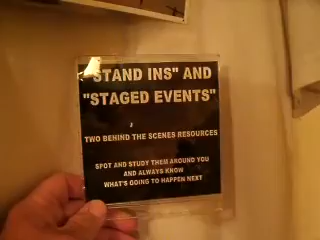 "STAND INS" AND
"STAGED EVENTS"
TWO BEHIND THE SCENES RESOURCES
SPOT AND STUDY THEM AROUND YOU
AND ALWAYS KNOW
WHAT'S GOING TO HAPPEN NEXT